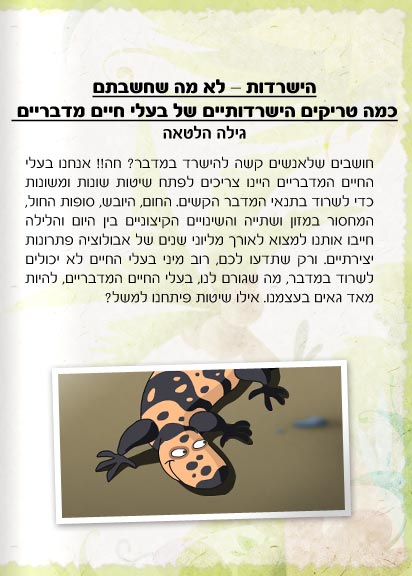 הישרדות – לא מה שחשבתם
כמה טריקים הישרדותיים של בעלי חיים מדבריים
גילה הלטאה
חושבים שלאנשים קשה להישרד במדבר? חה!! אנחנו בעלי
החיים המדבריים היינו צריכים לפתח שיטות שונות ומשונות
כדי לשרוד בתנאי המדבר הקשים. החום, היובש, סופות החול,
המחסור במזון ושתייה והשינויים הקיצוניים בין היום והלילה
חייבו אותנו למצוא לאורך מליוני שנים של אבולוציה פתרונות
יצירתיים. ורק שתדעו לכם, רוב מיני בעלי החיים לא יכולים
לשרוד במדבר, מה שגורם לנו, בעלי החיים המדבריים, להיות
מאד גאים בעצמנו. אילו שיטות פיתחנו למשל?